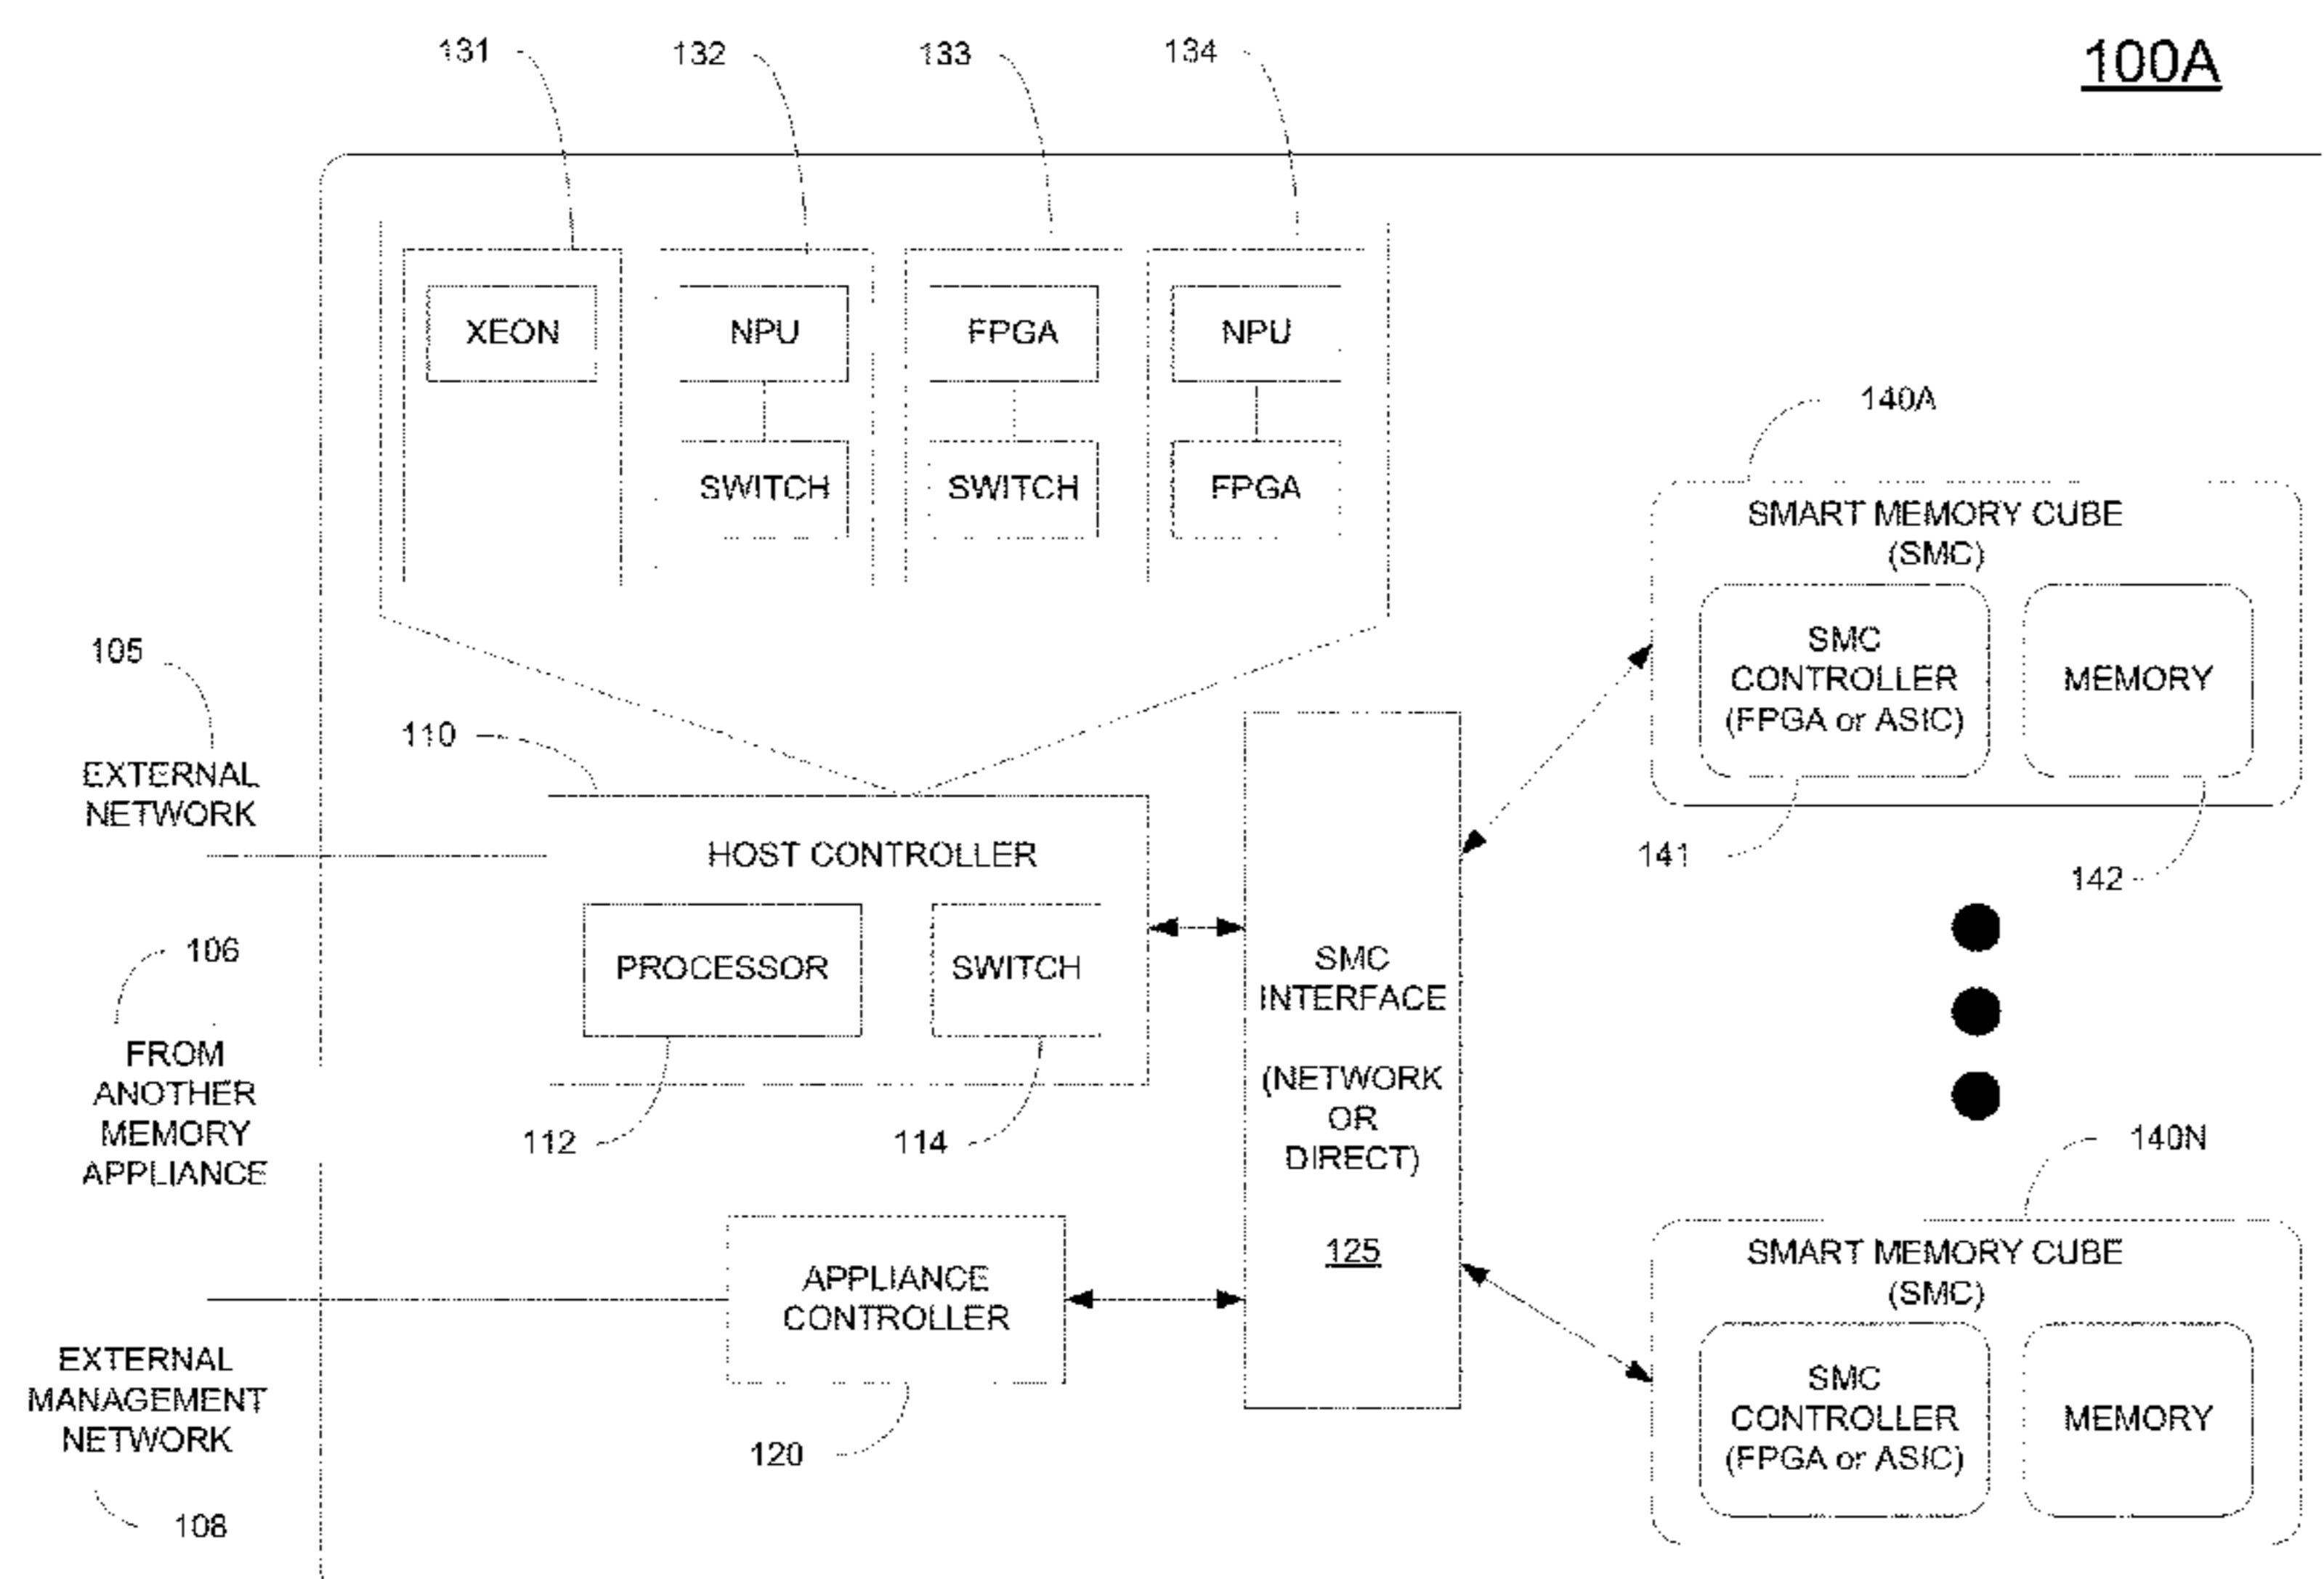 131
132
133
134
100A
XEON
NPU
FPGA
NPU
SWITCH
SWITCH
FPGA
140A
SMART MEMORY CUBE
(SMC)
SMC
CONTROLLER
(FPGA or ASIC)
MEMORY
141
142
105
EXTERNAL
NETWORK
110
HOST CONTROLLER
PROCESSOR
SWITCH
112
114
106
FROM
ANOTHER
MEMORY
APPLIANCE
SMC
INTERFACE
(NETWORK
OR
DIRECT)
125
APPLIANCE
CONTROLLER
120
EXTERNAL
MANAGEMENT
NETWORK
108
140N
SMART MEMORY CUBE
(SMC)
SMC
CONTROLLER
(FPGA or ASIC)
MEMORY